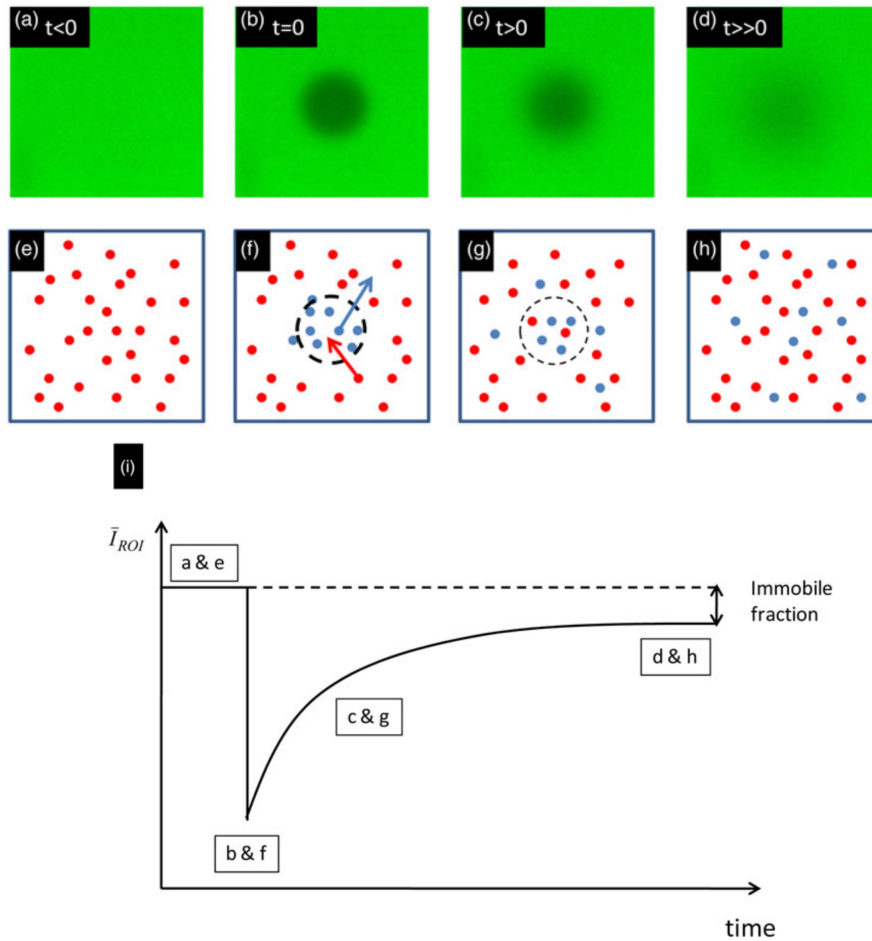 (a) t<0
(b) t=0
(c) t>0
(d) t>>0
(e)
(f)
(g)
(h)
(i)
Ī_ROI
a & e
Immobile
fraction
d & h
c & g
b & f
time